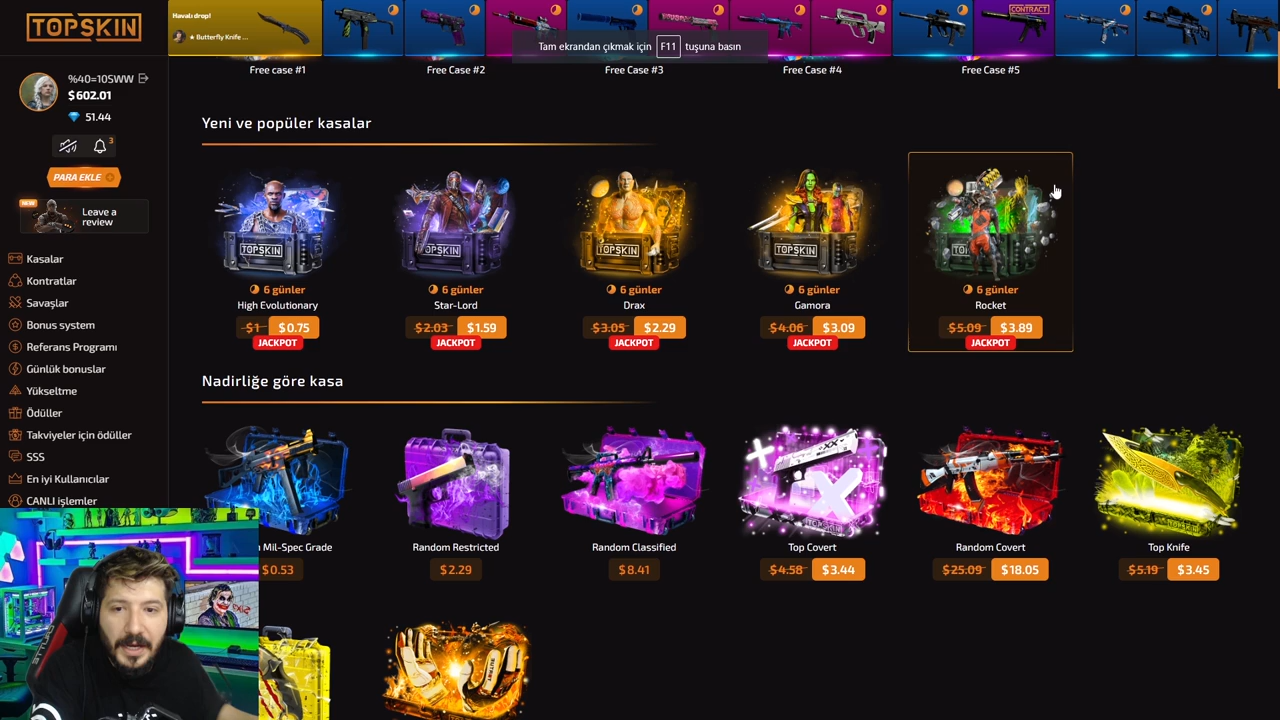 TOPSKIN
Havalı drop!
★ Butterfly Knife ...
CONTRACT
Tam ekrandan çıkmak için F11 tuşuna basın
%40=10SWW
$602.01
51.44
3
PARA EKLE
NEW
Leave a
review
Kasalar
Kontratlar
Savaşlar
Bonus system
Referans Programı
Günlük bonuslar
Yükseltme
Ödüller
Takviyeler için ödüller
SSS
En iyi Kullanıcılar
CANLI işlemler
Free Case #1
Free Case #2
Free Case #3
Free Case #4
Free Case #5
Yeni ve popüler kasalar
TOPSKIN
TOPSKIN
TOPSKIN
TOPSKIN
6 günler
6 günler
6 günler
6 günler
6 günler
High Evolutionary
Star-Lord
Drax
Gamora
Rocket
$1 $0.75
$2.03 $1.59
$3.05 $2.29
$4.06 $3.09
$5.09 $3.89
JACKPOT
JACKPOT
JACKPOT
JACKPOT
JACKPOT
Nadirliğe göre kasa
Mil-Spec Grade
Random Restricted
Random Classified
Top Covert
Random Covert
Top Knife
$0.53
$2.29
$8.41
$4.58 $3.44
$25.09 $18.05
$5.19 $3.45